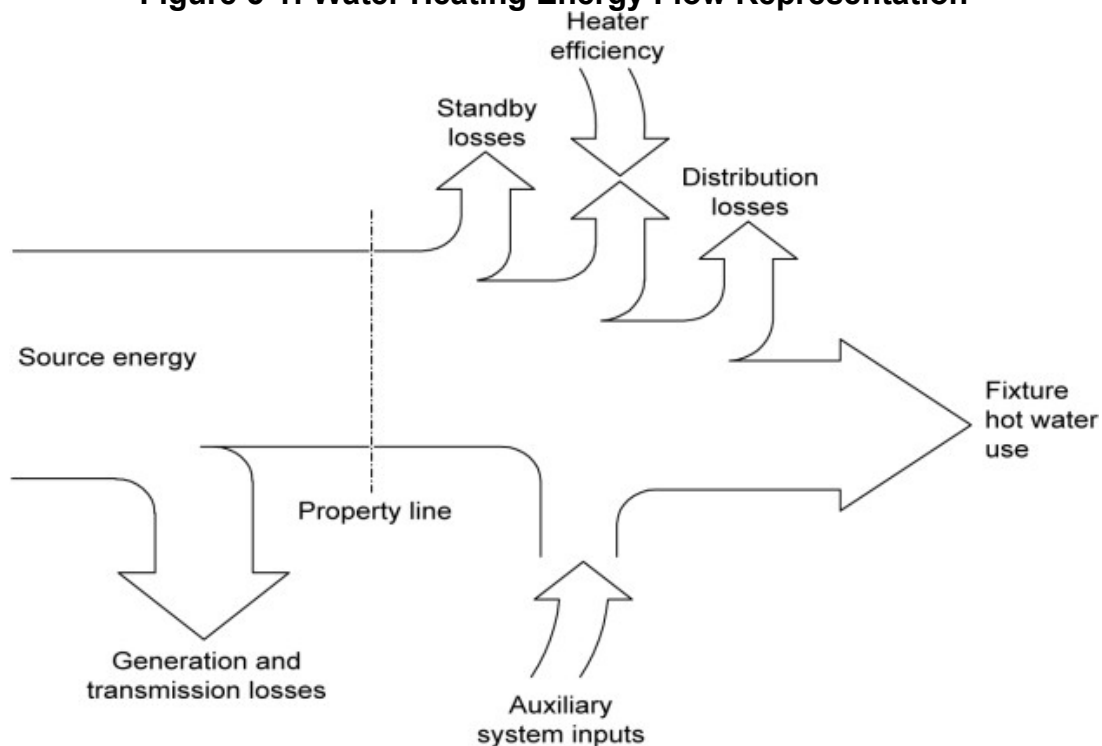 Figure Water Heating Energy Flow Representation
Heater
efficiency
Standby
losses
Distribution
losses
Source energy
Fixture
hot water
use
Property line
Generation and
transmission losses
Auxiliary
system inputs